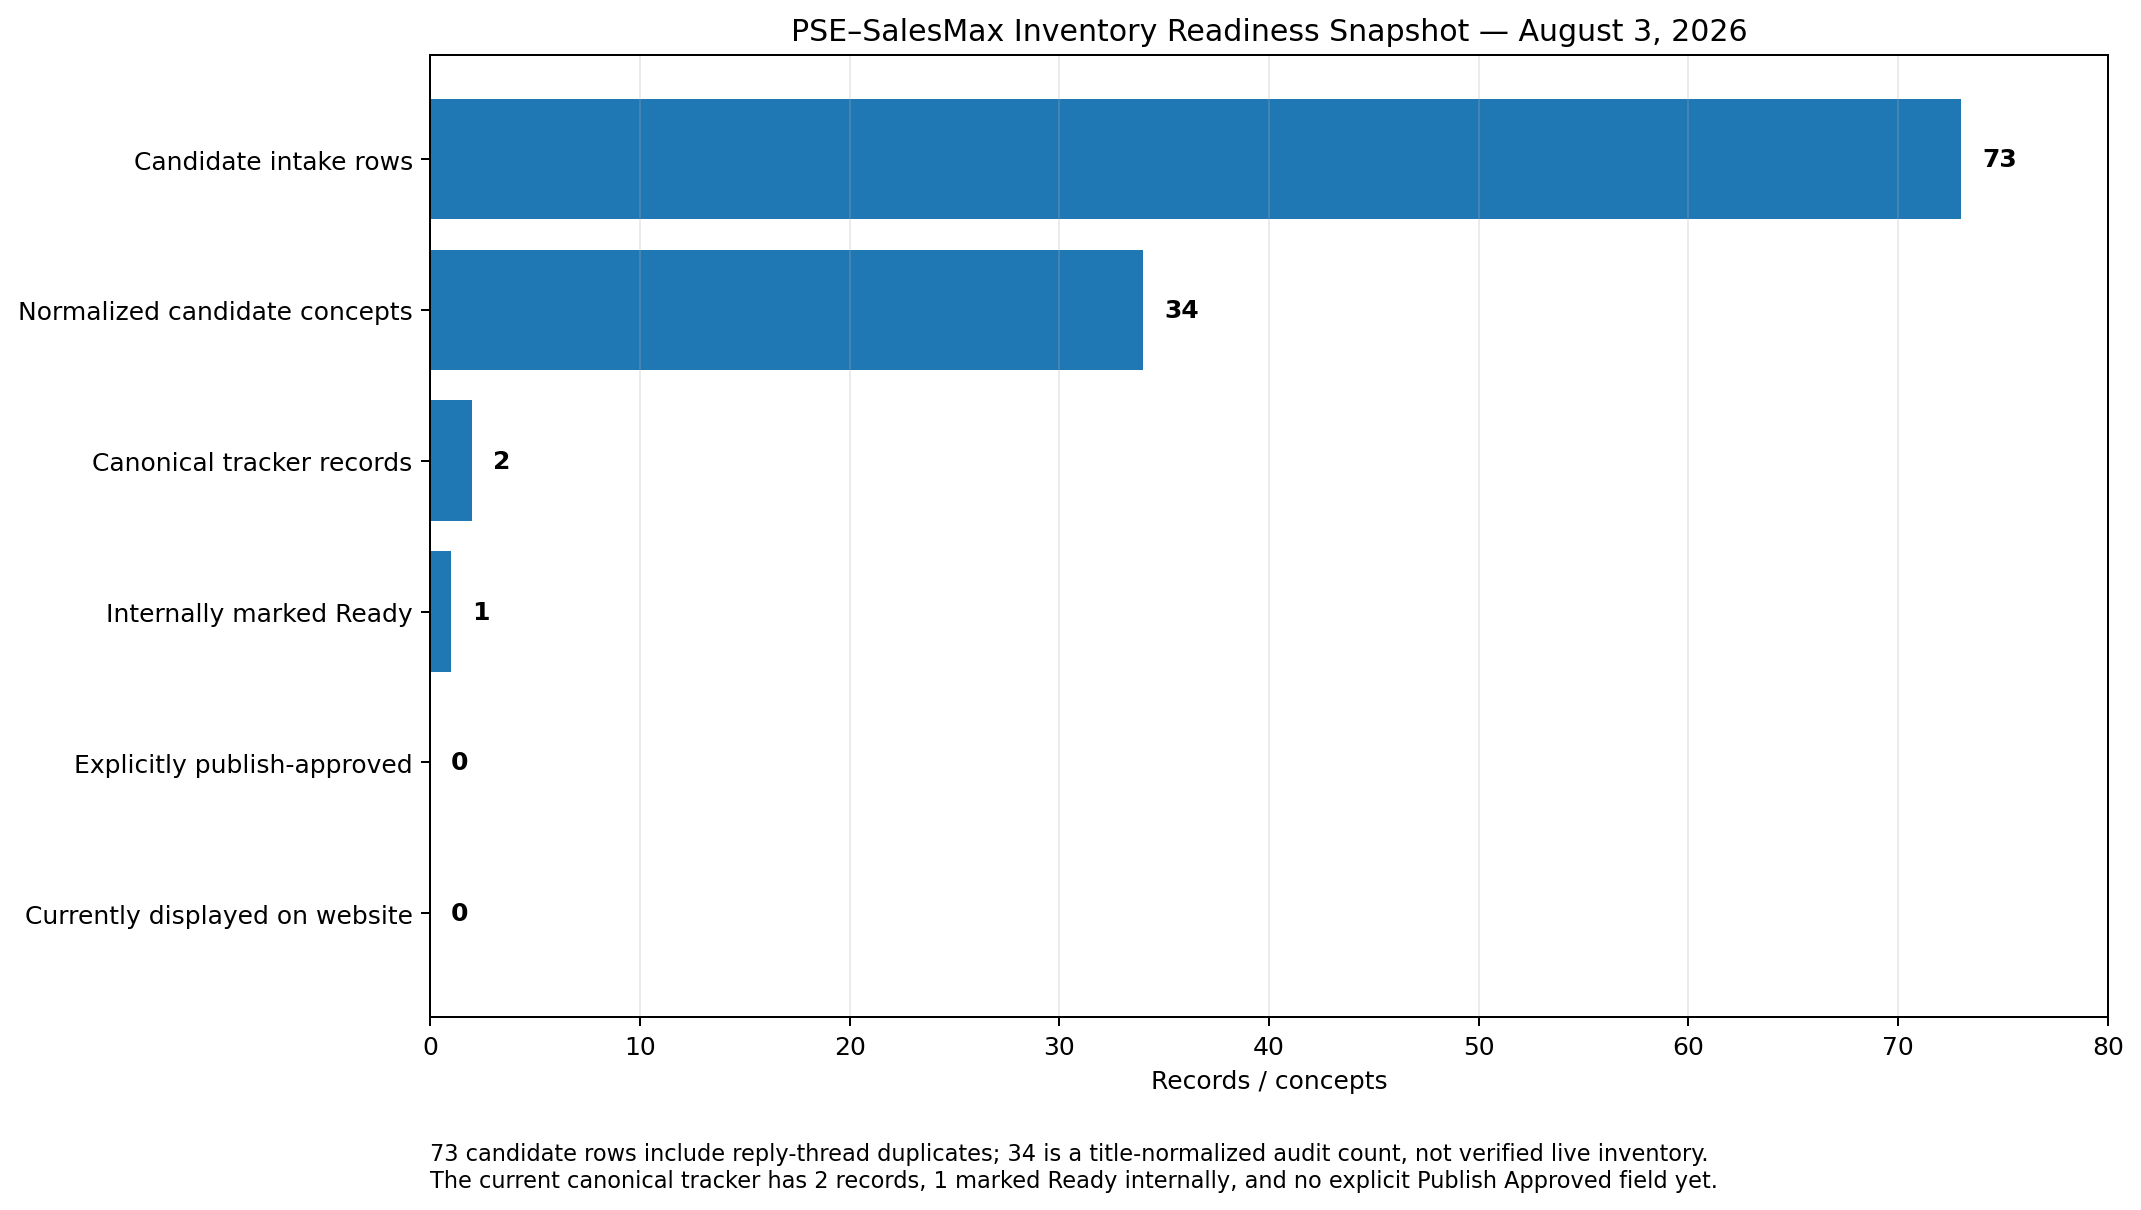 PSE–SalesMax Inventory Readiness Snapshot — August 3, 2026
Candidate intake rows
73
Normalized candidate concepts
34
Canonical tracker records
2
Internally marked Ready
1
Explicitly publish-approved
0
Currently displayed on website
0
0 10 20 30 40 50 60 70 80
Records / concepts
73 candidate rows include reply-thread duplicates; 34 is a title-normalized audit count, not verified live inventory.
The current canonical tracker has 2 records, 1 marked Ready internally, and no explicit Publish Approved field yet.